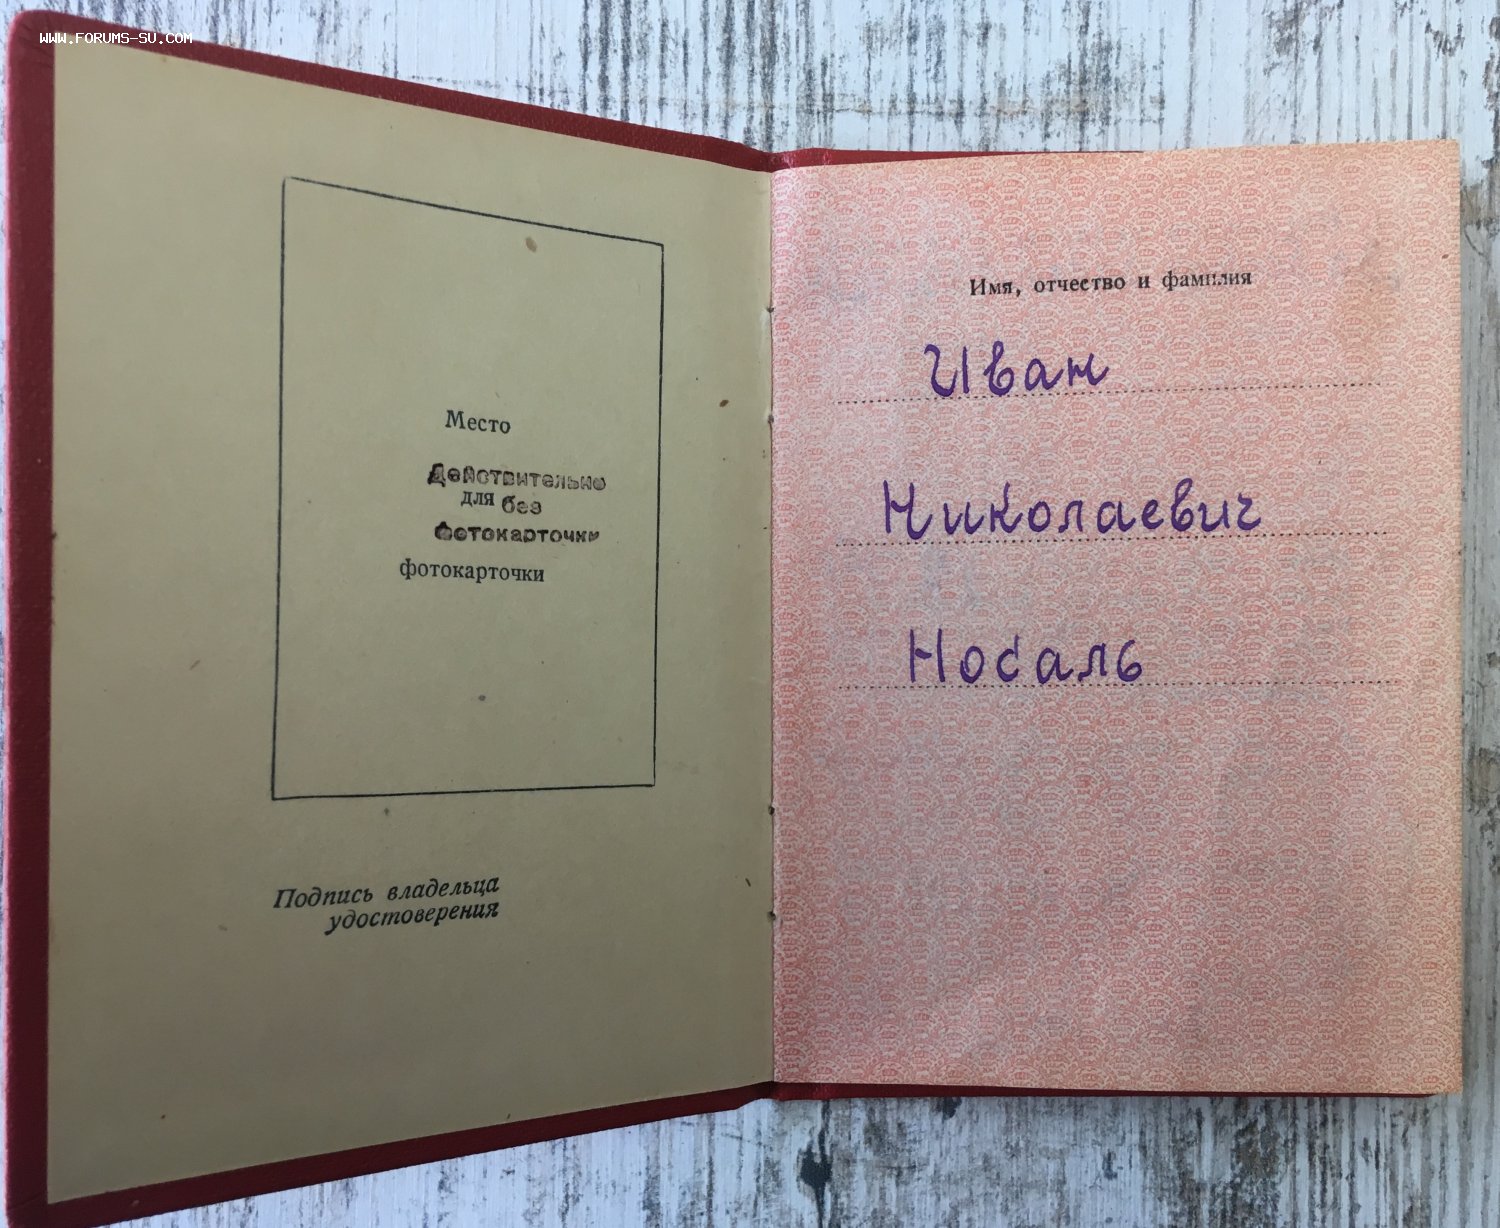 WWW.FORUMS-SU.COM
Место
Действительно
для без
Фотокарточки
фотокарточки
Подпись владельца
удостоверения
Имя, отчество и фамилия
Иван
Николаевич
Носаль